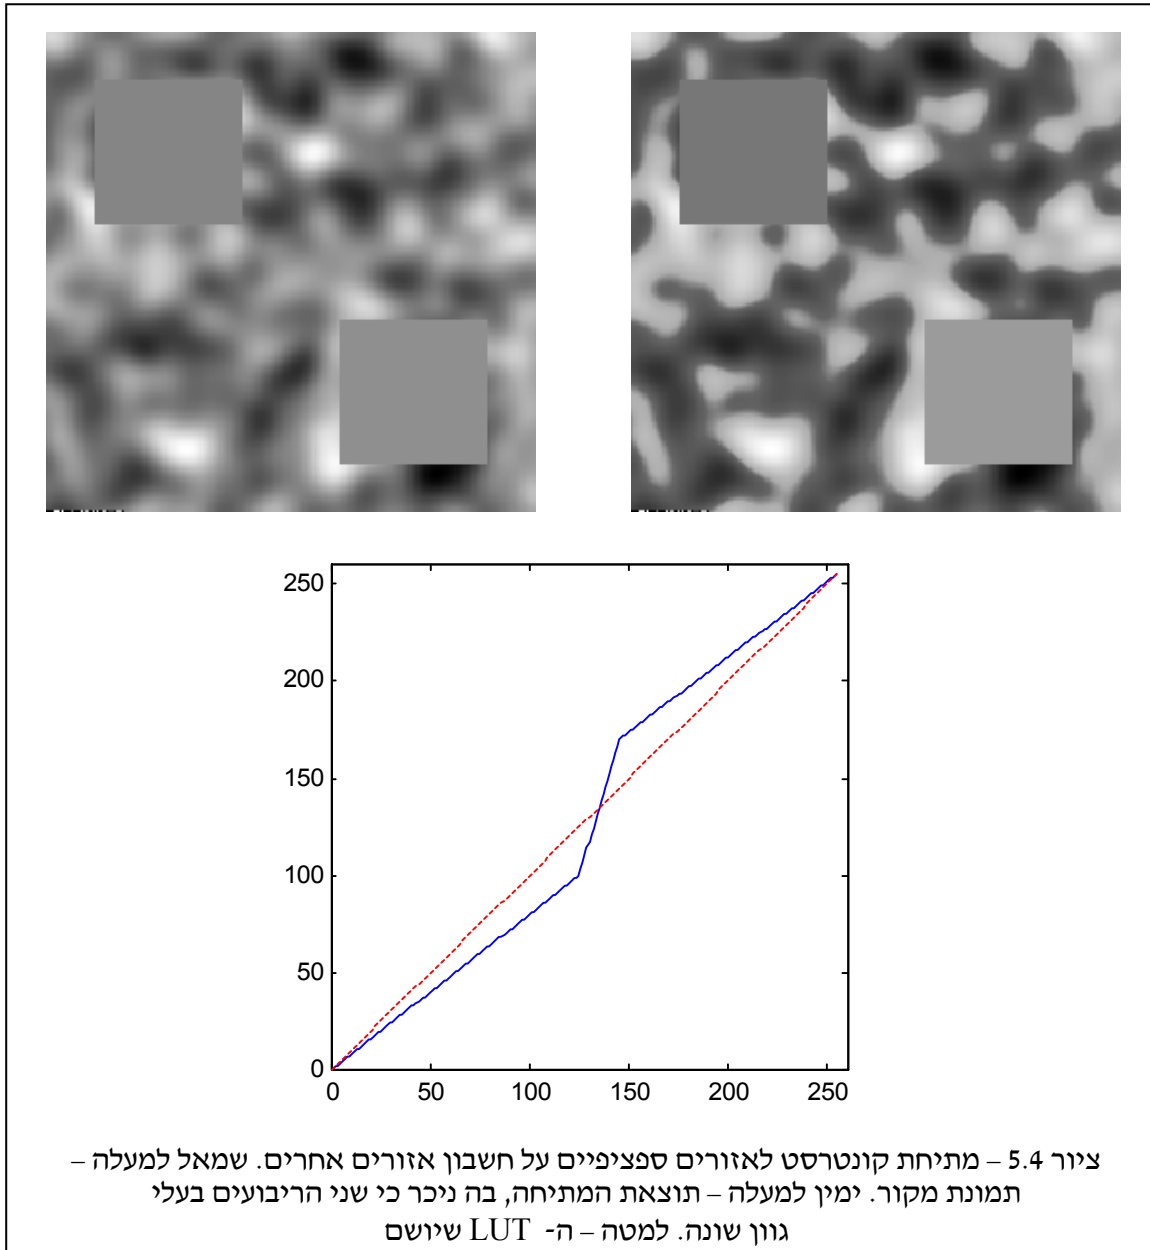 250
200
150
100
50
0
0 50 100 150 200 250
ציור 5.4 – מתיחת קונטרסט לאזורים ספציפיים על חשבון אזורים אחרים. שמאל למעלה –
תמונת מקור. ימין למעלה – תוצאת המתיחה, בה ניכר כי שני הריבועים בעלי
גוון שונה. למטה – ה- LUT שיושם